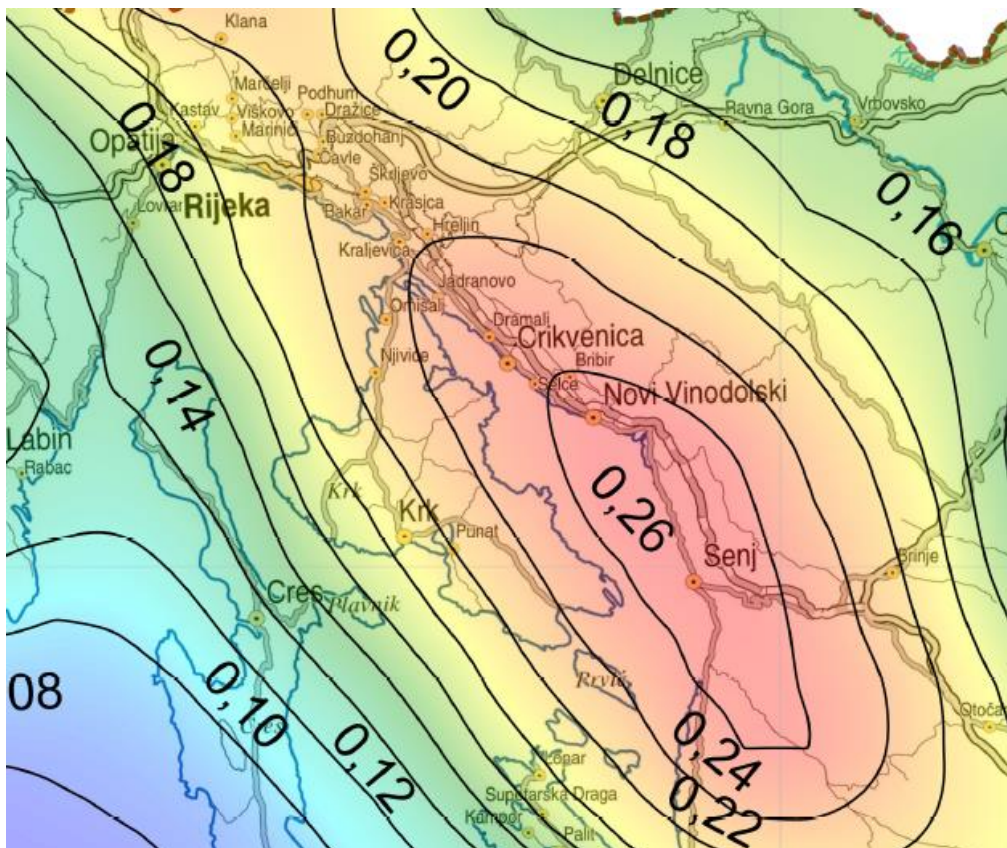 Klana
0,20
Delnice
Marčelji
Podhum
Kastav
Viškovo
Dražice
0,18
Ravna Gora
Vrbovsko
Kupa
Marinići
Buzdohanj
Opatija
0,18
Čavle
Škrljevo
Lovran
Rijeka
Bakar
Krasica
0,16
Hreljin
Kraljevica
Jadranovo
Omišalj
Dramalj
Crikvenica
Njivice
Bribir
0,14
Selce
Novi Vinodolski
Labin
Rabac
Krk
0,26
Krk
Punat
Senj
Brinje
Cres
Plavnik
Prvić
08
0,10
Cres
Otočac
0,12
0,24
Lopar
Supetarska Draga
0,22
Kampor
Palit